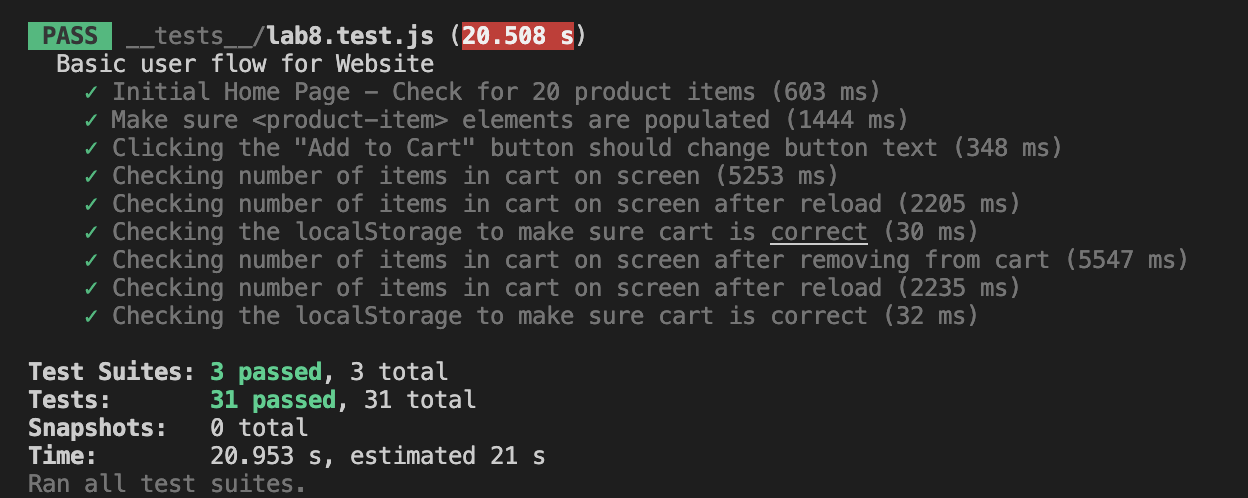 PASS __tests__/lab8.test.js (20.508 s)
Basic user flow for Website
✓ Initial Home Page – Check for 20 product items (603 ms)
✓ Make sure <product-item> elements are populated (1444 ms)
✓ Clicking the "Add to Cart" button should change button text (348 ms)
✓ Checking number of items in cart on screen (5253 ms)
✓ Checking number of items in cart on screen after reload (2205 ms)
✓ Checking the localStorage to make sure cart is correct (30 ms)
✓ Checking number of items in cart on screen after removing from cart (5547 ms)
✓ Checking number of items in cart on screen after reload (2235 ms)
✓ Checking the localStorage to make sure cart is correct (32 ms)
Test Suites: 3 passed, 3 total
Tests: 31 passed, 31 total
Snapshots: 0 total
Time: 20.953 s, estimated 21 s
Ran all test suites.